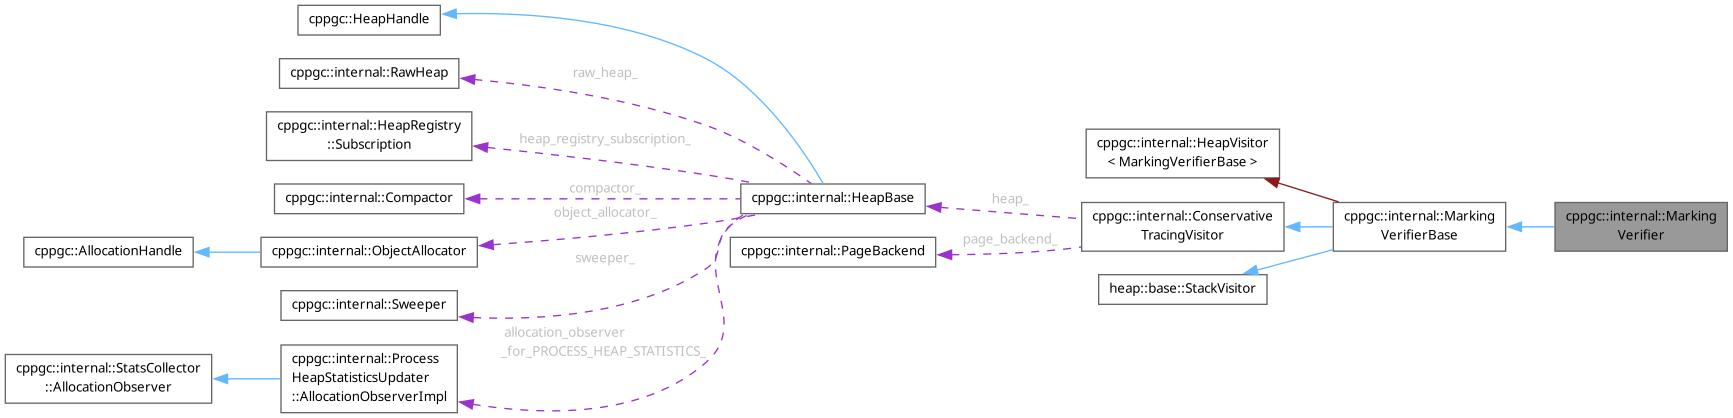 cppgc::HeapHandle
cppgc::internal::RawHeap
raw_heap_
cppgc::internal::HeapRegistry
::Subscription
heap_registry_subscription_
cppgc::internal::HeapVisitor
< MarkingVerifierBase >
cppgc::internal::Compactor
compactor_
cppgc::internal::HeapBase
heap_
cppgc::internal::Conservative
TracingVisitor
cppgc::internal::Marking
VerifierBase
cppgc::internal::Marking
Verifier
object_allocator_
cppgc::AllocationHandle
cppgc::internal::ObjectAllocator
sweeper_
cppgc::internal::PageBackend
page_backend_
heap::base::StackVisitor
cppgc::internal::Sweeper
allocation_observer
_for_PROCESS_HEAP_STATISTICS_
cppgc::internal::StatsCollector
::AllocationObserver
cppgc::internal::Process
HeapStatisticsUpdater
::AllocationObserverImpl